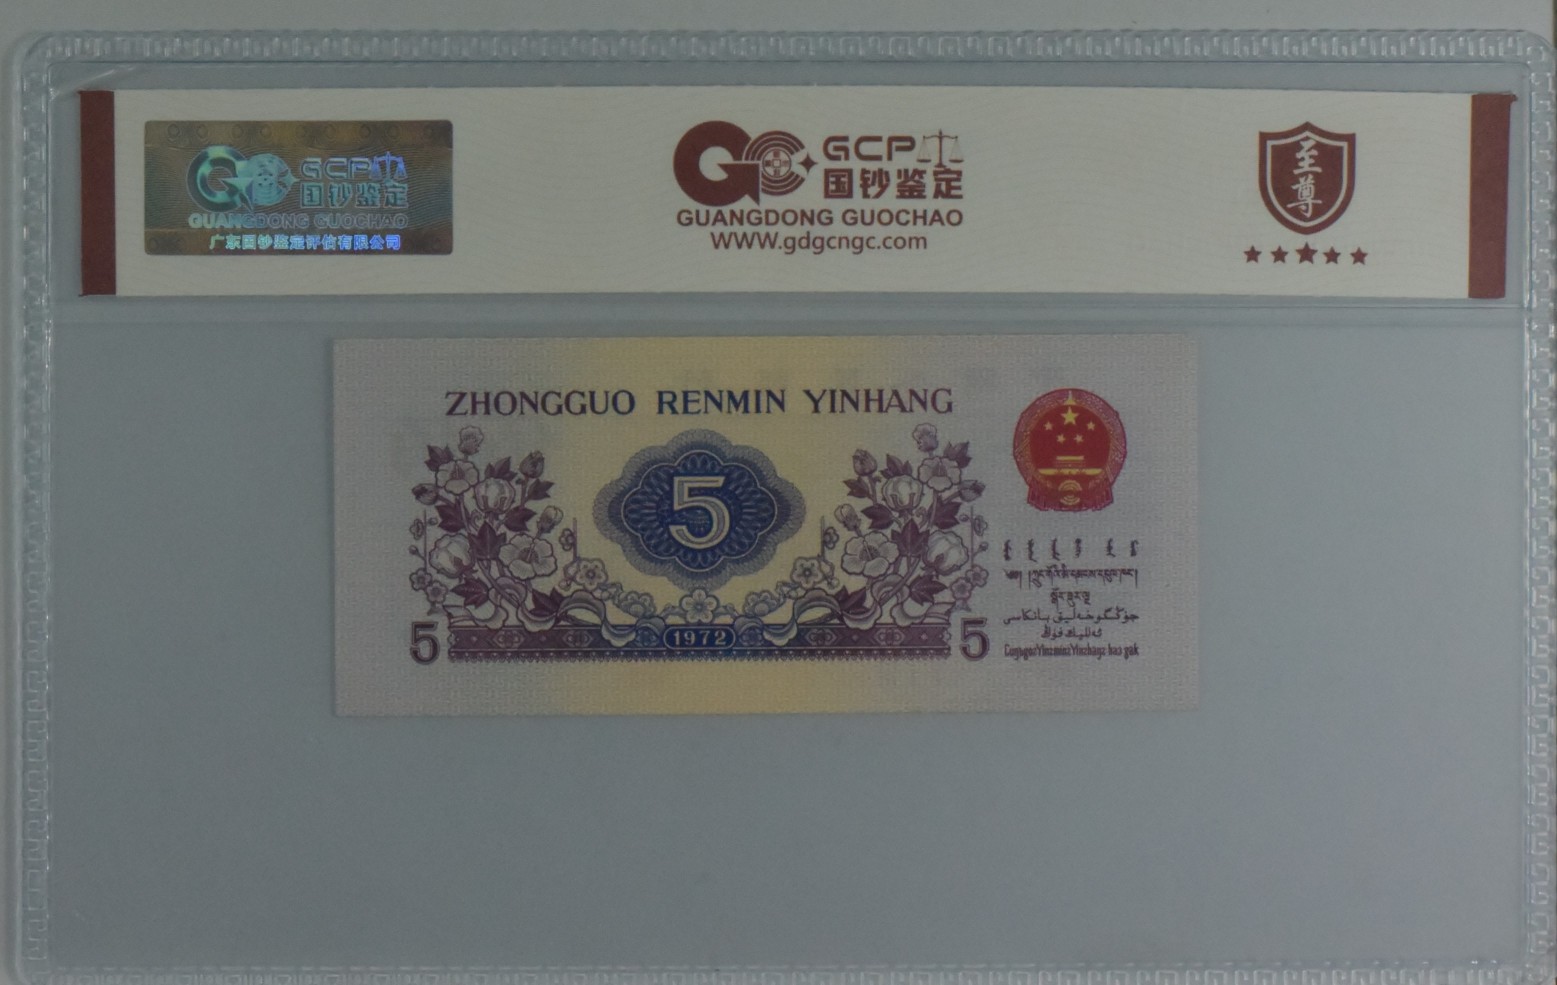 GCP
国钞鉴定
GUANGDONG GUOCHAO
广东国钞鉴定评估有限公司
GCP
国钞鉴定
GUANGDONG GUOCHAO
WWW.gdgcngc.com
至
尊
ZHONGGUO RENMIN YINHANG
5
5
1972
5
جۇڭگوخەلىق بانكاسى